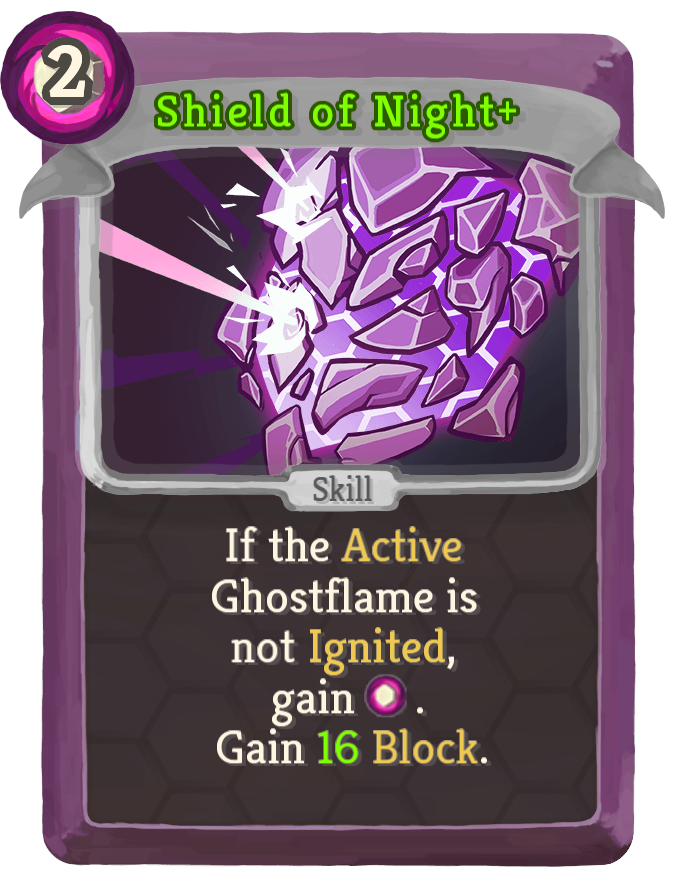 2
Shield of Night+
Skill
If the Active
Ghostflame is
not Ignited,
gain .
Gain 16 Block.